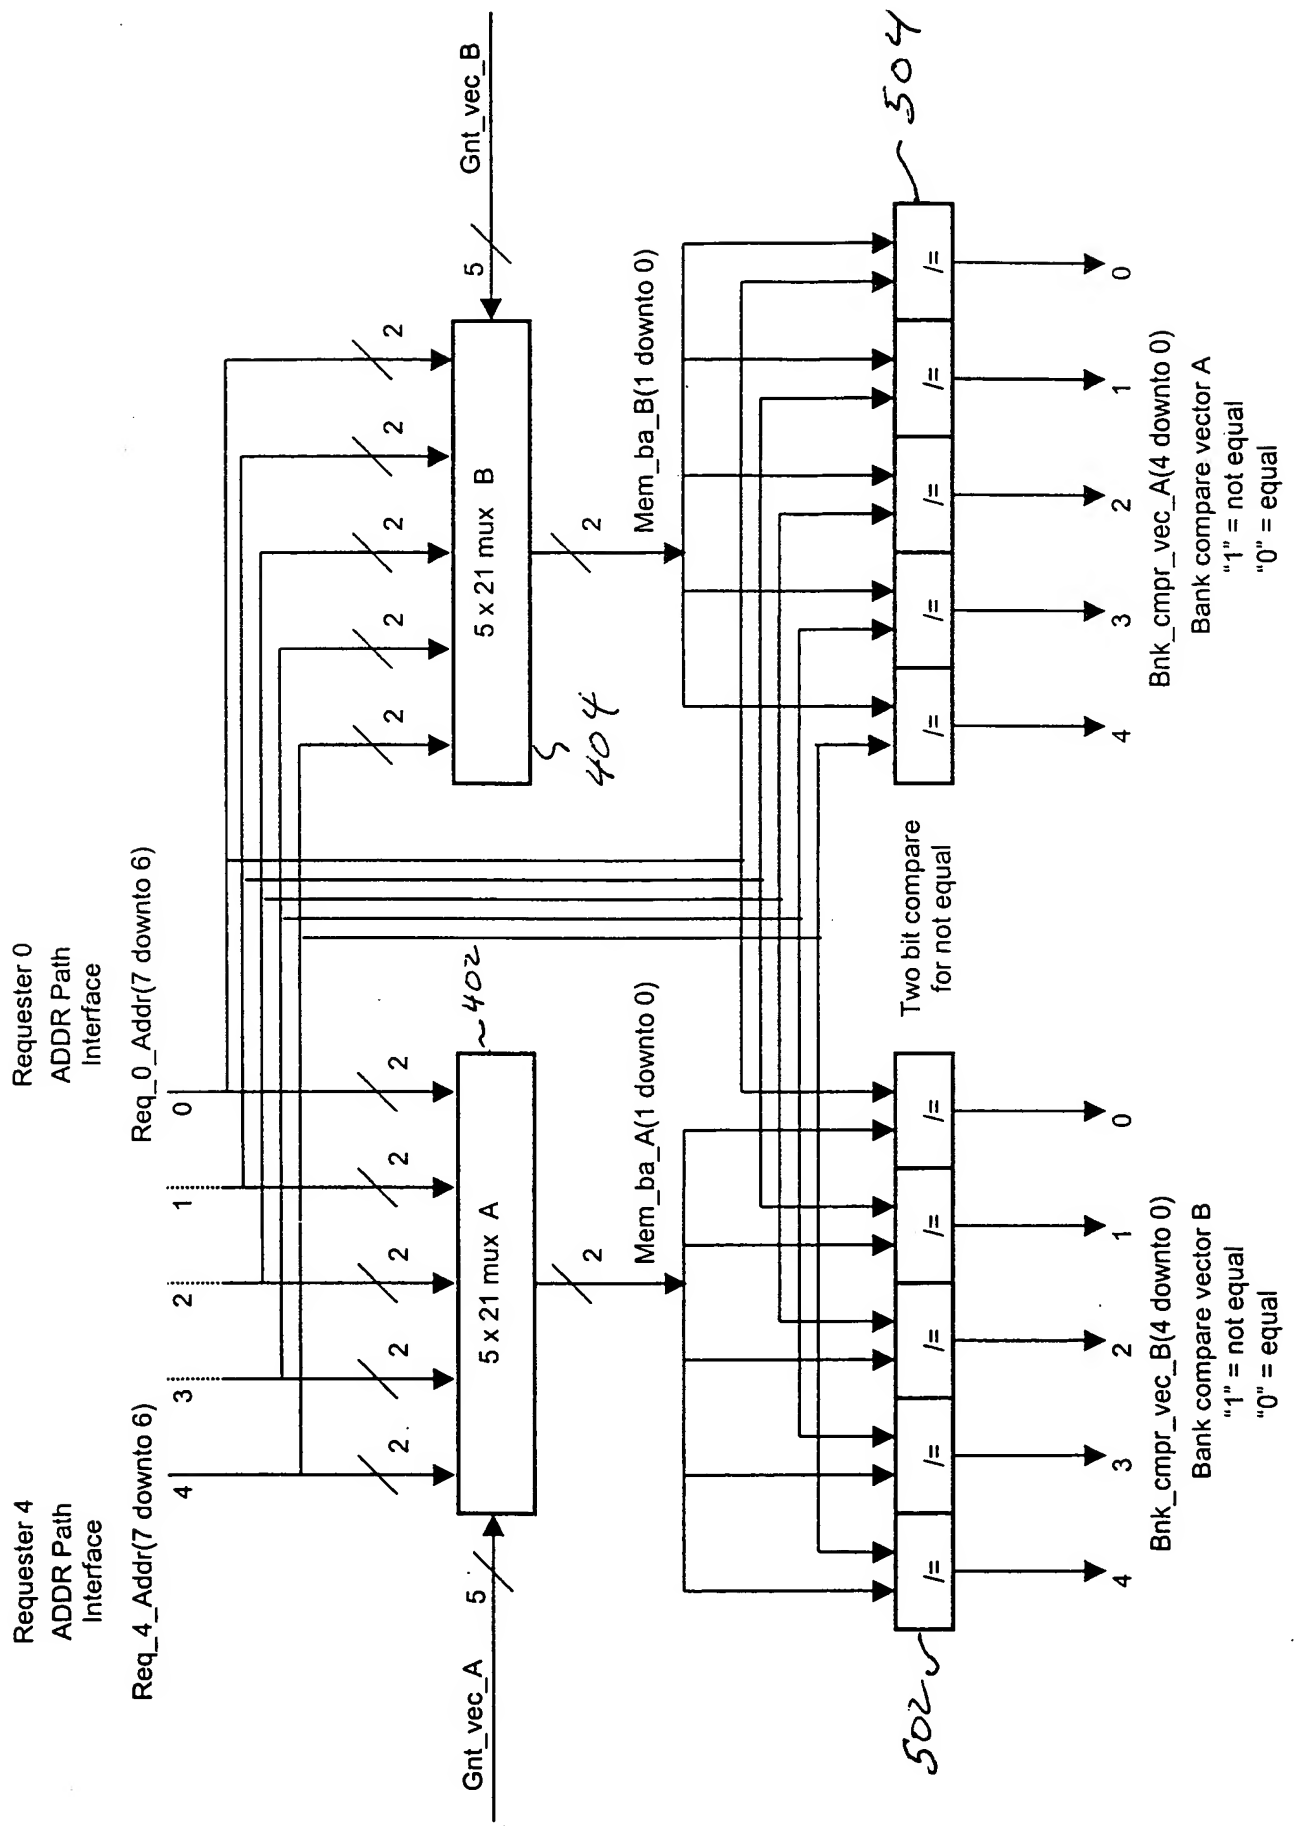 Requester 4
ADDR Path
Interface
Req_4_Addr(7 downto 6)
Requester 0
ADDR Path
Interface
Req_0_Addr(7 downto 6)
4
3
2
1
0
2
2
2
2
2
2
2
2
2
2
Gnt_vec_A
5
5 x 21 mux A
402
5 x 21 mux B
404
5
Gnt_vec_B
2
Mem_ba_A(1 downto 0)
2
Mem_ba_B(1 downto 0)
502
/=
/=
/=
/=
/=
Two bit compare
for not equal
/=
/=
/=
/=
/=
504
4
3
2
1
0
Bnk_cmpr_vec_B(4 downto 0)
Bank compare vector B
"1" = not equal
"0" = equal
4
3
2
1
0
Bnk_cmpr_vec_A(4 downto 0)
Bank compare vector A
"1" = not equal
"0" = equal